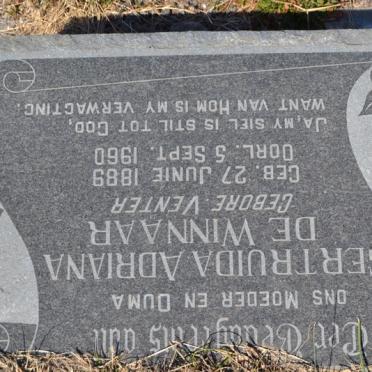 Ter Gedagtenis aan
ons Moeder en Ouma
GERTRUIDA ADRIANA
DE WINNAAR
GEBORE VENTER
GEB. 27 JUNIE 1889
OORL. 5 SEPT. 1960
JA, MY SIEL IS STIL TOT GOD,
WANT VAN HOM IS MY VERWAGTING.